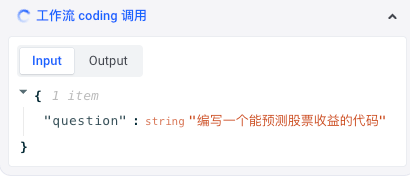 工作流 coding 调用
Input Output
{ 1 item
"question" : string "编写一个能预测股票收益的代码"
}